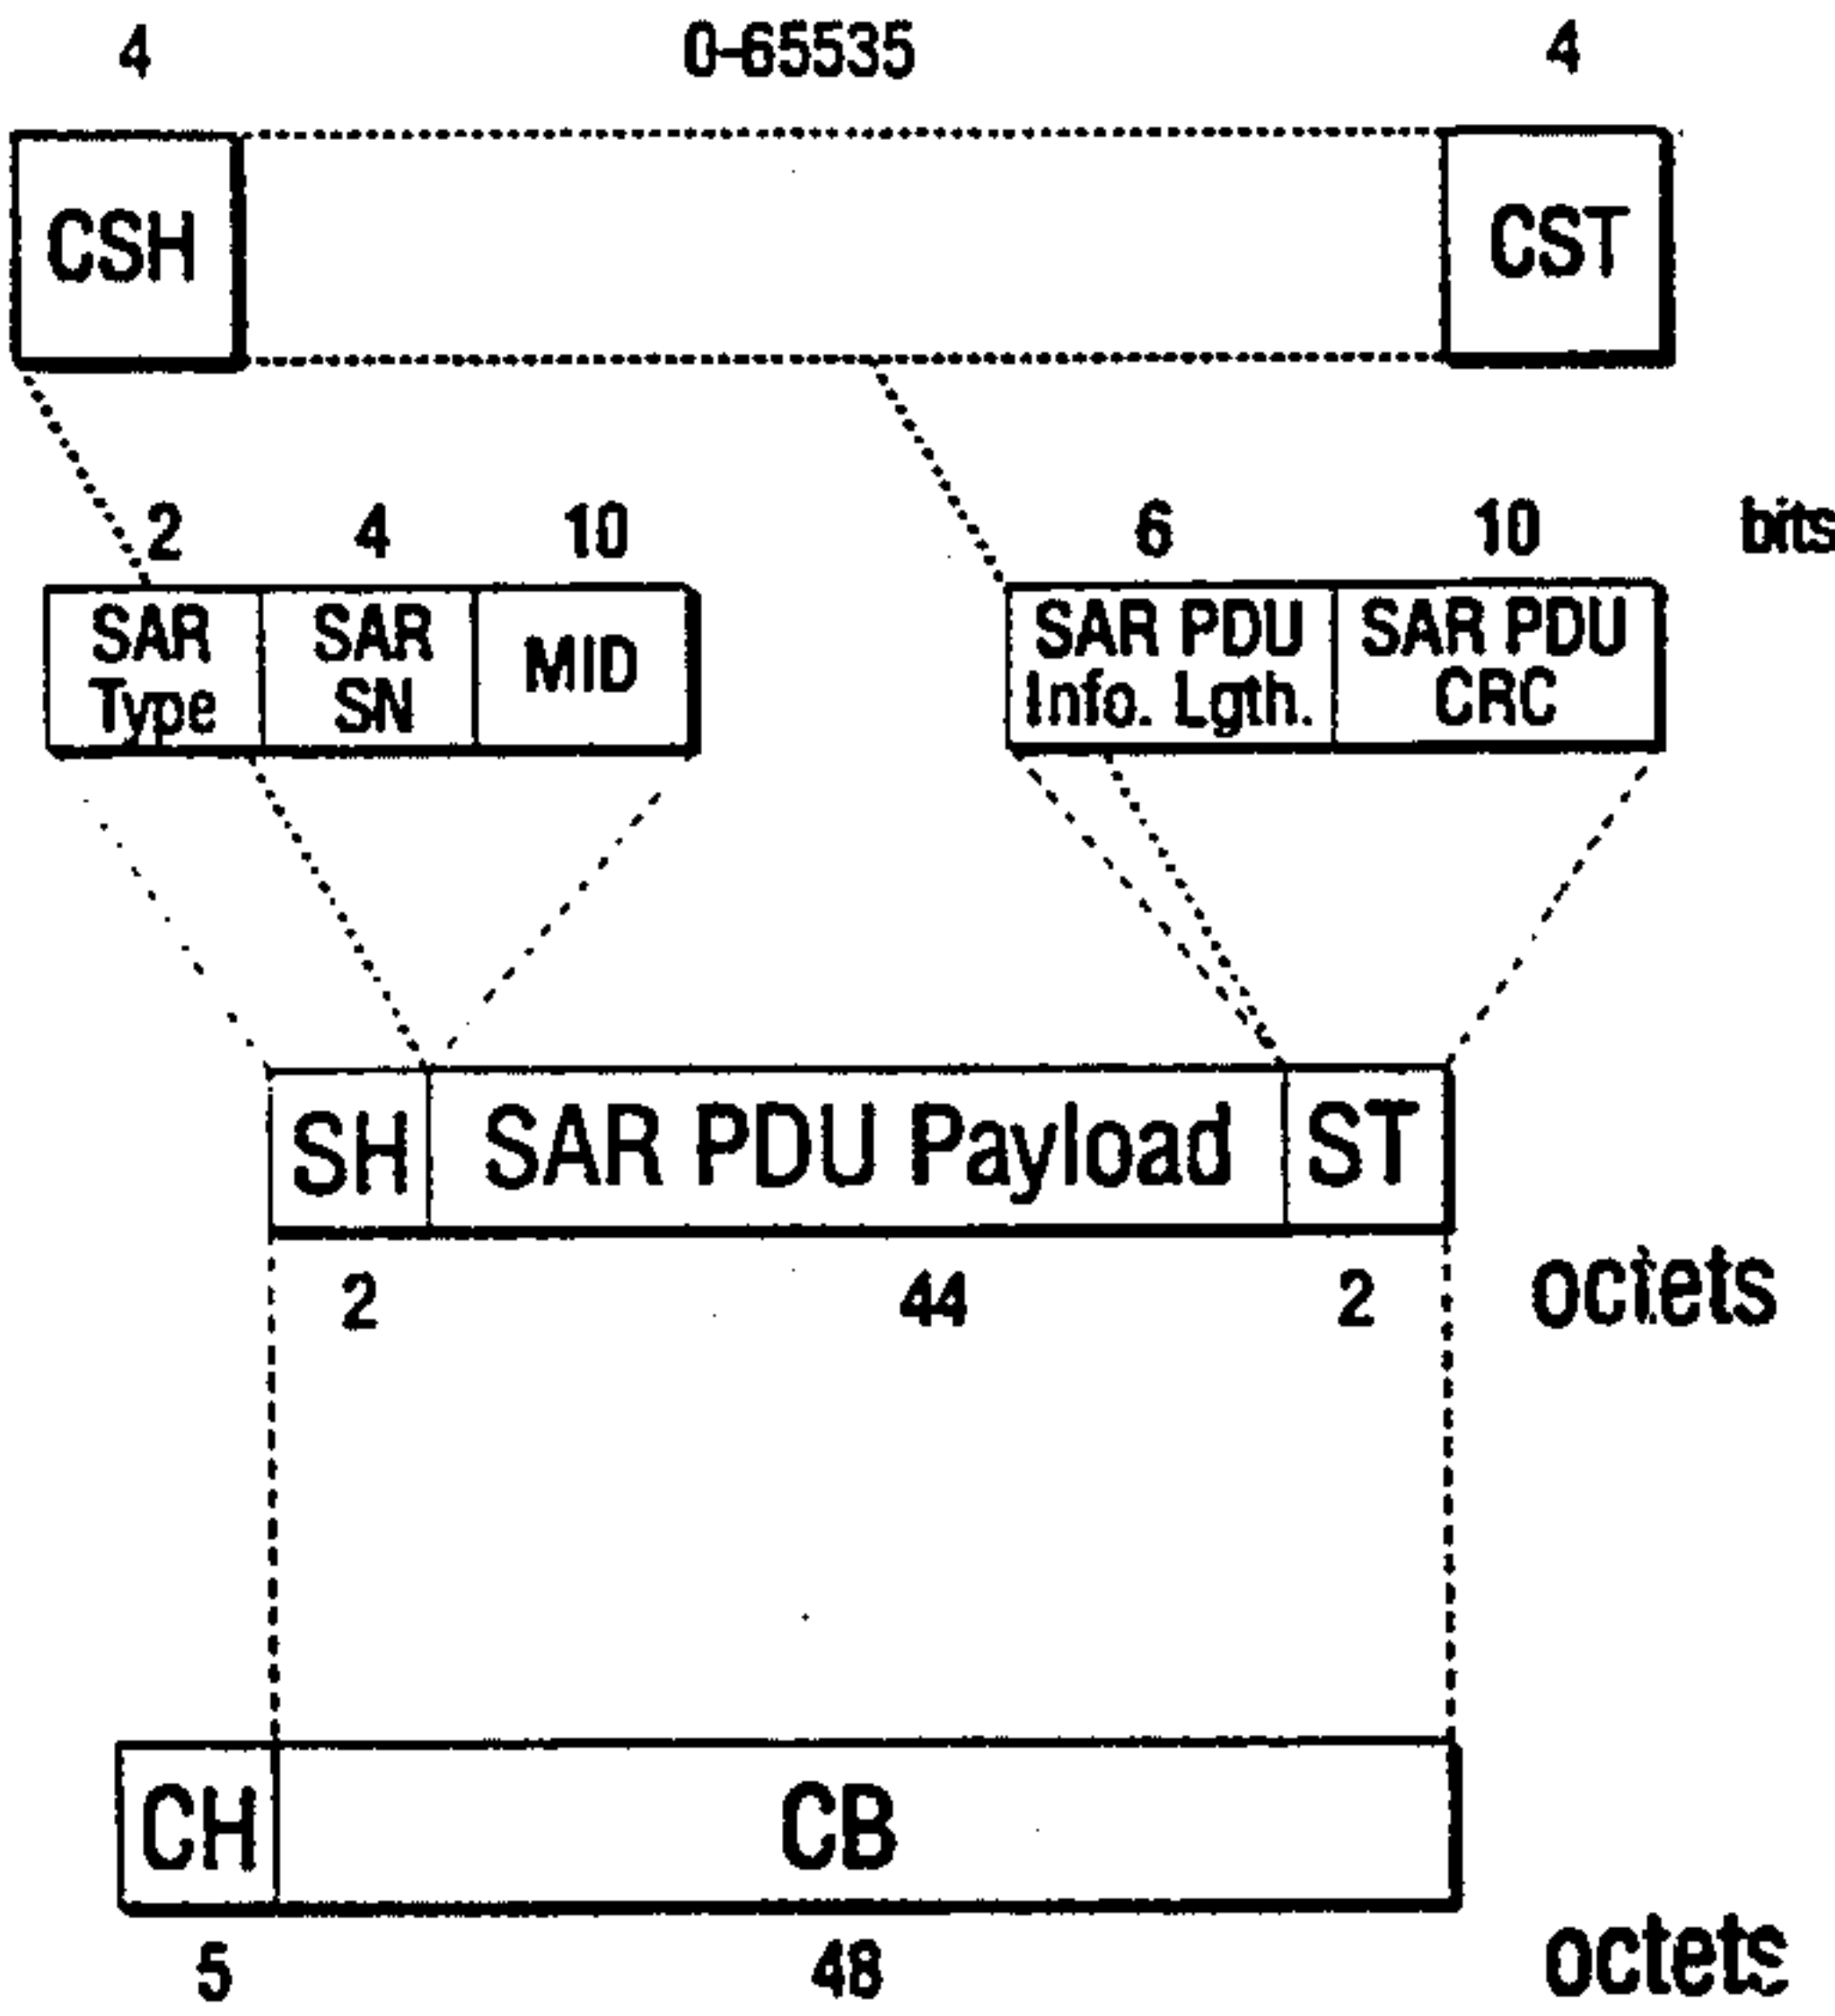 4 0-65535 4
CSH CST
2 4 10 6 10 bits
SAR SAR MID SAR PDU SAR PDU
Type SN Info. Lgth. CRC
SH SAR PDU Payload ST
2 44 2 octets
CH CB
5 48 octets